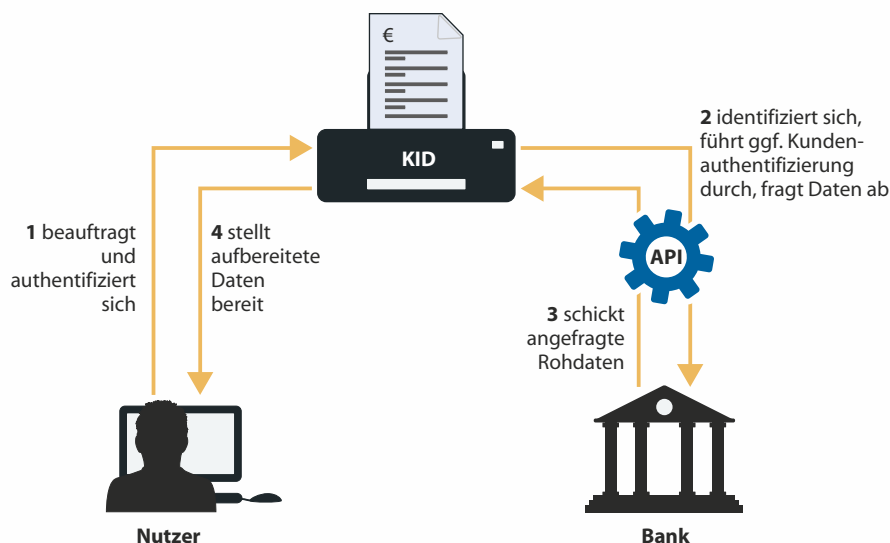 €
KID
2 identifiziert sich,
führt ggf. Kunden-
authentifizierung
durch, fragt Daten ab
1 beauftragt
und
authentifiziert
sich
4 stellt
aufbereitete
Daten
bereit
API
3 schickt
angefragte
Rohdaten
Nutzer
Bank